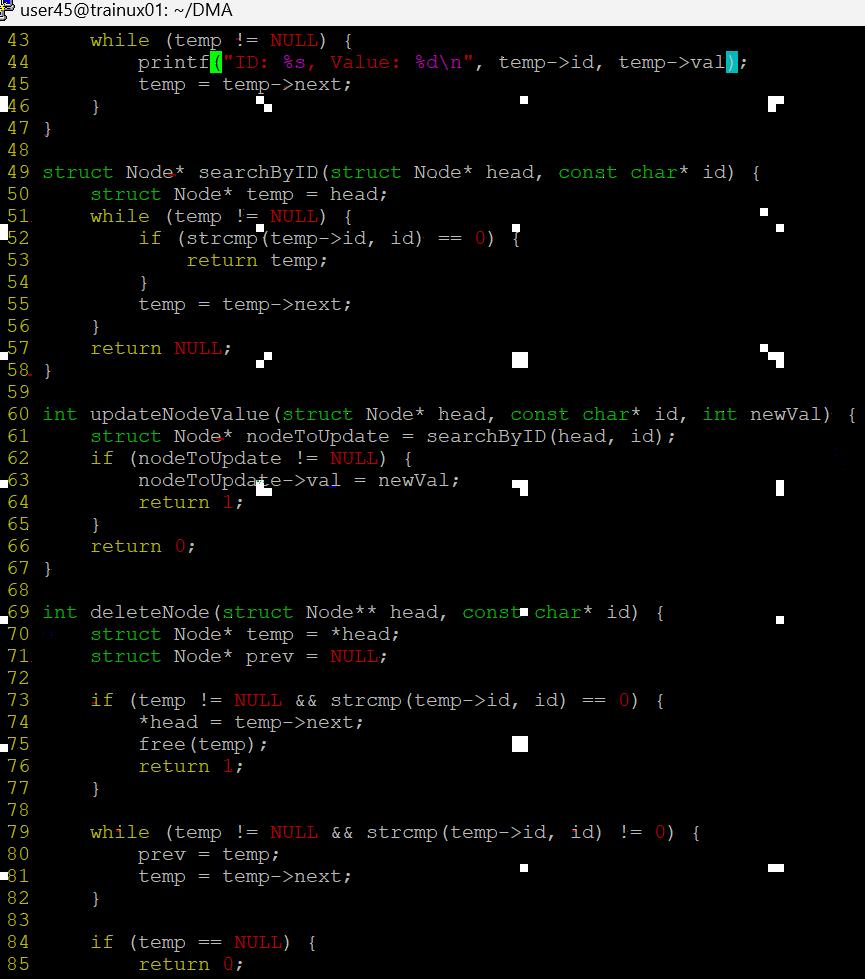 user45@trainux01: ~/DMA
43     while (temp != NULL) {
44         printf("ID: %s, Value: %d\n", temp->id, temp->val);
45         temp = temp->next;
46     }
47 }
48
49 struct Node* searchByID(struct Node* head, const char* id) {
50     struct Node* temp = head;
51     while (temp != NULL) {
52         if (strcmp(temp->id, id) == 0) {
53             return temp;
54         }
55         temp = temp->next;
56     }
57     return NULL;
58 }
59
60 int updateNodeValue(struct Node* head, const char* id, int newVal) {
61     struct Node* nodeToUpdate = searchByID(head, id);
62     if (nodeToUpdate != NULL) {
63         nodeToUpdate->val = newVal;
64         return 1;
65     }
66     return 0;
67 }
68
69 int deleteNode(struct Node** head, const char* id) {
70     struct Node* temp = *head;
71     struct Node* prev = NULL;
72
73     if (temp != NULL && strcmp(temp->id, id) == 0) {
74         *head = temp->next;
75         free(temp);
76         return 1;
77     }
78
79     while (temp != NULL && strcmp(temp->id, id) != 0) {
80         prev = temp;
81         temp = temp->next;
82     }
83
84     if (temp == NULL) {
85         return 0;